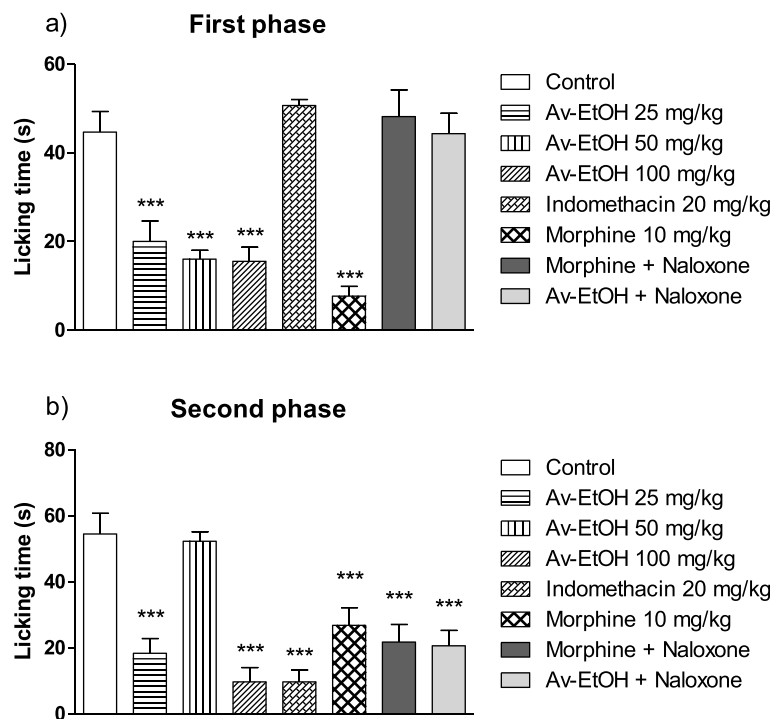 a)
First phase
Licking time (s)
60
40
20
0
***
***
***
***
Control
Av-EtOH 25 mg/kg
Av-EtOH 50 mg/kg
Av-EtOH 100 mg/kg
Indomethacin 20 mg/kg
Morphine 10 mg/kg
Morphine + Naloxone
Av-EtOH + Naloxone
b)
Second phase
Licking time (s)
80
60
40
20
0
***
***
***
***
***
***
Control
Av-EtOH 25 mg/kg
Av-EtOH 50 mg/kg
Av-EtOH 100 mg/kg
Indomethacin 20 mg/kg
Morphine 10 mg/kg
Morphine + Naloxone
Av-EtOH + Naloxone